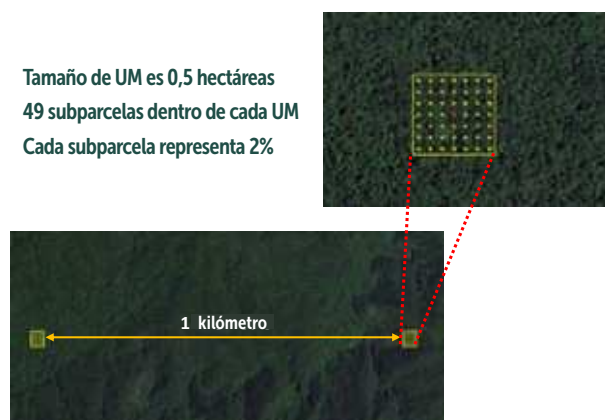 Tamaño de UM es 0,5 hectáreas
49 subparcelas dentro de cada UM
Cada subparcela representa 2%
1 kilómetro